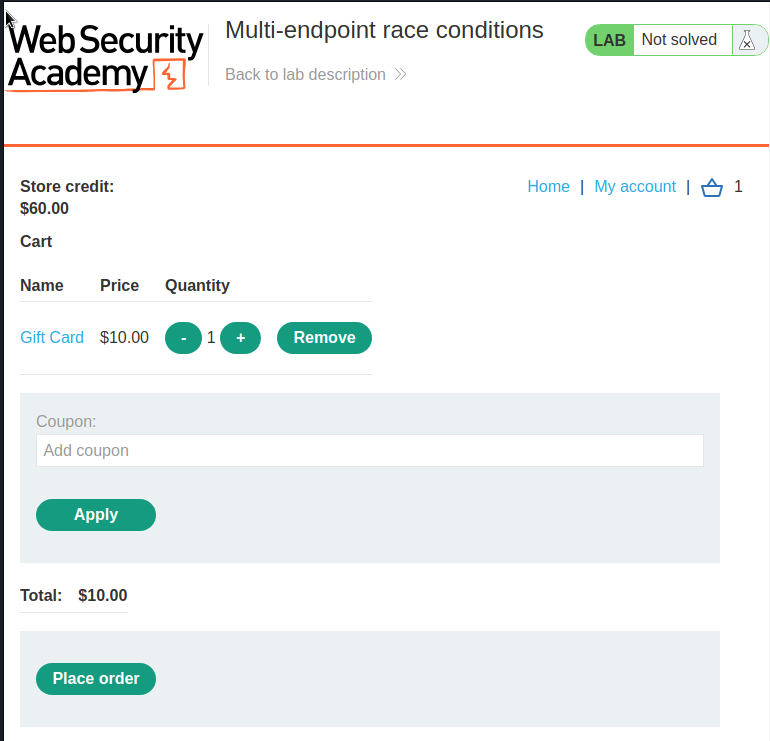 Web Security
Academy
Multi-endpoint race conditions
Back to lab description
LAB Not solved
Store credit:
$60.00
Home | My account | 1
Cart
Name Price Quantity
Gift Card $10.00 - 1 + Remove
Coupon:
Add coupon
Apply
Total: $10.00
Place order